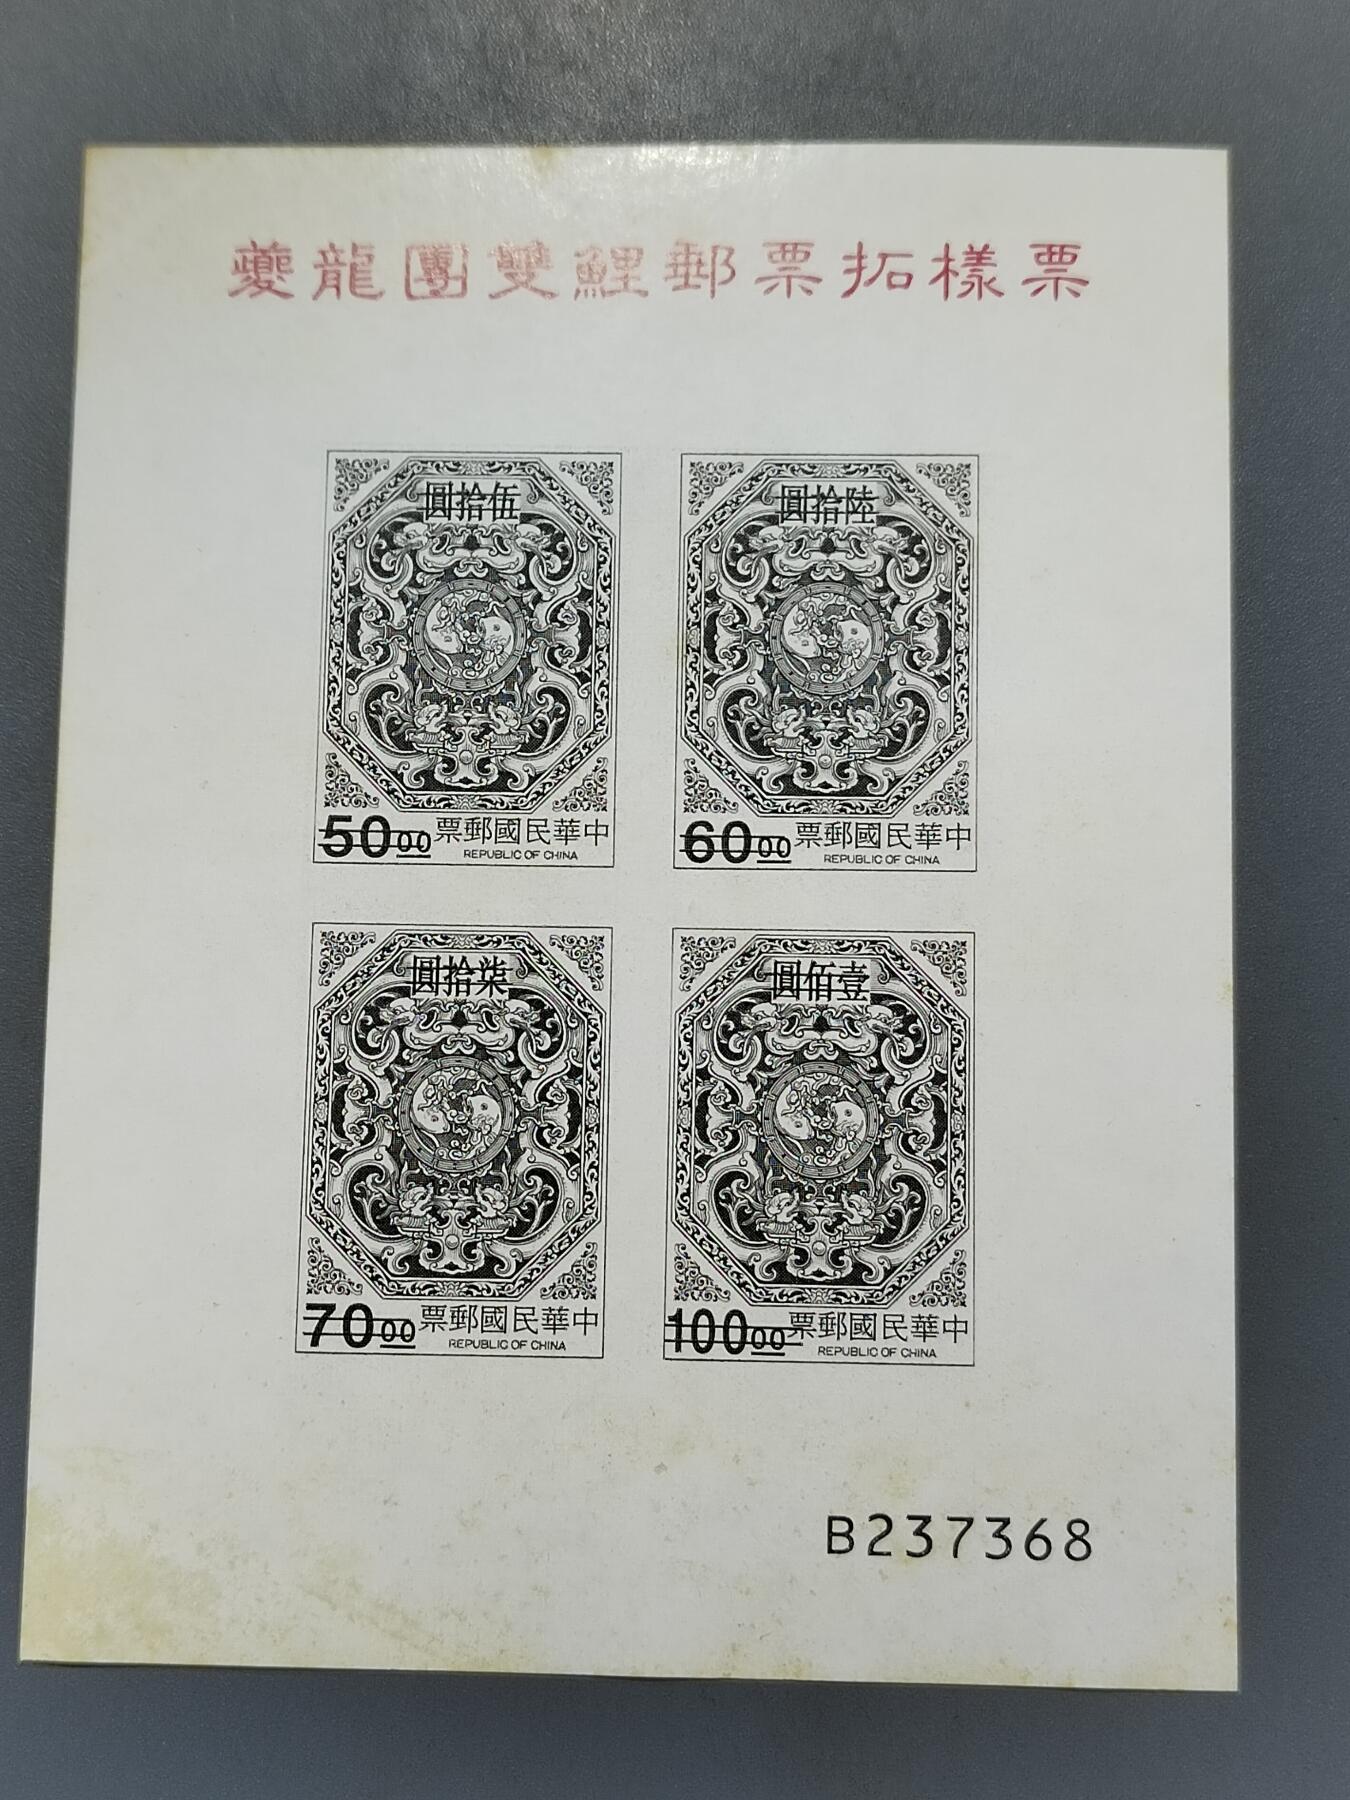 夔龍團雙鯉郵票拓樣票
伍拾圓
50.00
中華民國郵票
REPUBLIC OF CHINA
陸拾圓
60.00
中華民國郵票
REPUBLIC OF CHINA
柒拾圓
70.00
中華民國郵票
REPUBLIC OF CHINA
壹佰圓
100.00
中華民國郵票
REPUBLIC OF CHINA
B237368